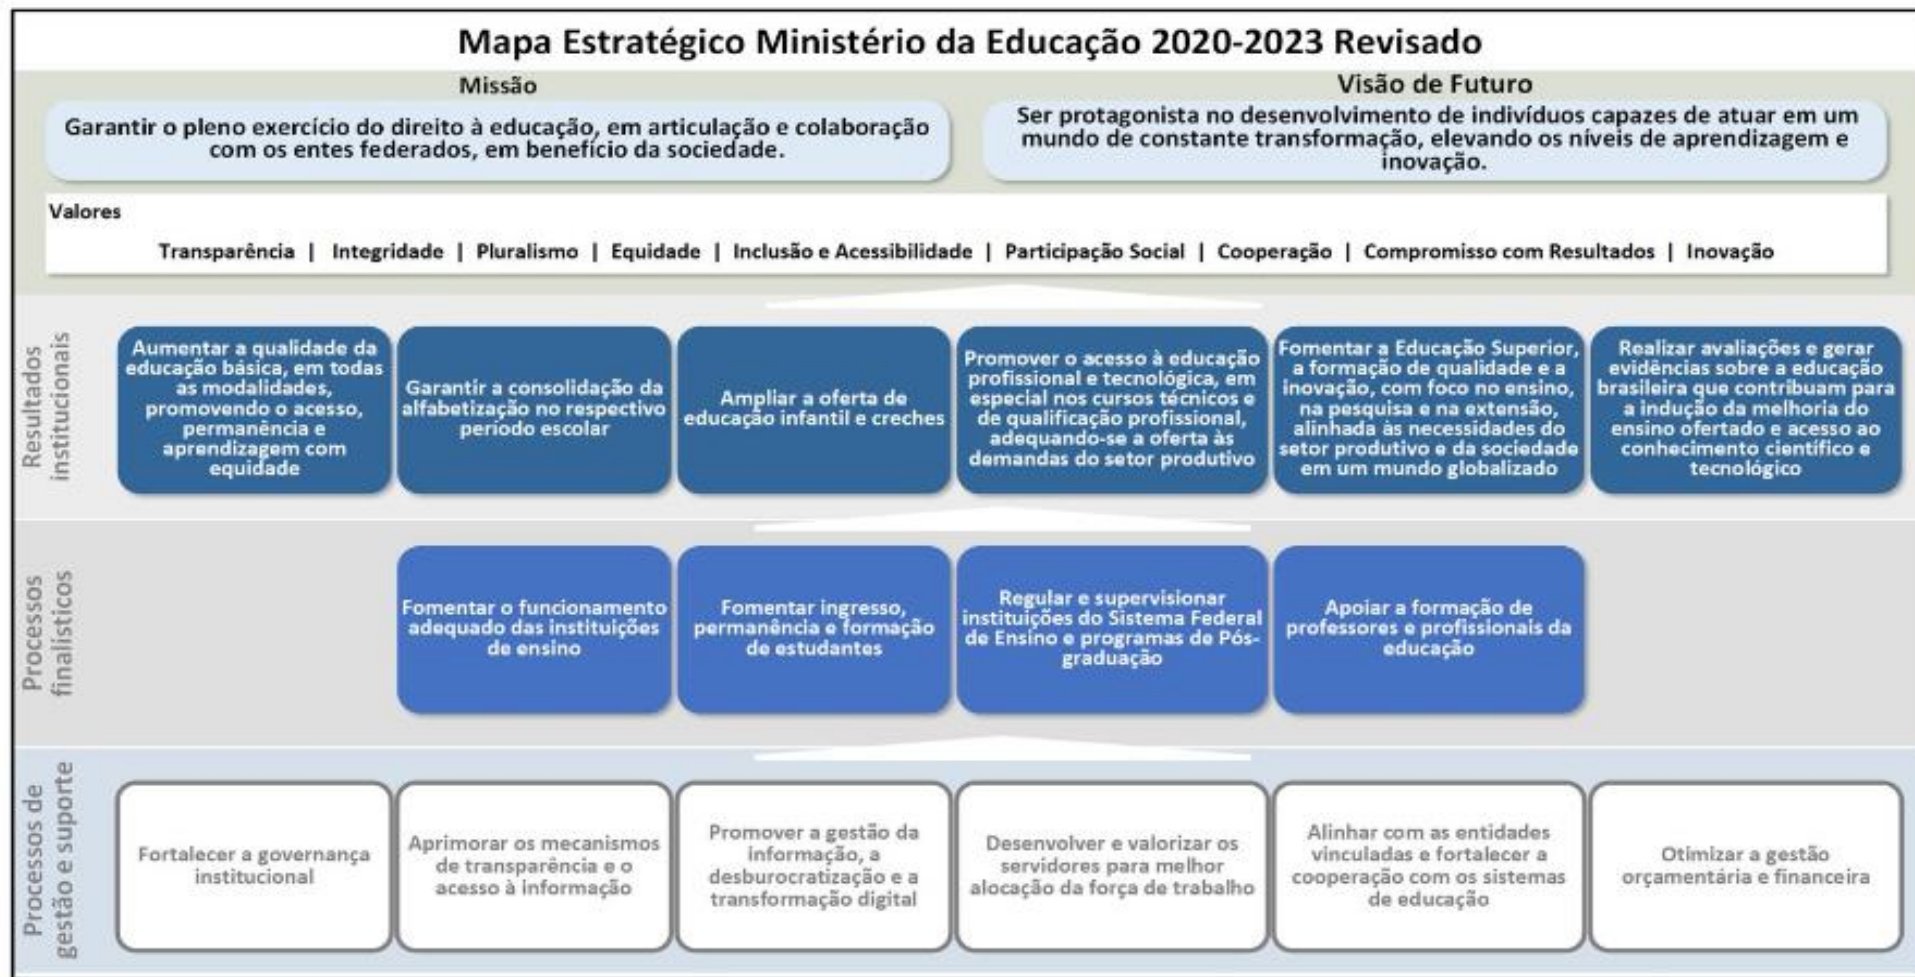 Mapa Estratégico Ministério da Educação 2020-2023 Revisado
Missão
Garantir o pleno exercício do direito à educação, em articulação e colaboração
com os entes federados, em benefício da sociedade.
Visão de Futuro
Ser protagonista no desenvolvimento de indivíduos capazes de atuar em um
mundo de constante transformação, elevando os níveis de aprendizagem e
inovação.
Valores
Transparência | Integridade | Pluralismo | Equidade | Inclusão e Acessibilidade | Participação Social | Cooperação | Compromisso com Resultados | Inovação
Resultados
institucionais
Aumentar a qualidade da
educação básica, em todas
as modalidades,
promovendo o acesso,
permanência e
aprendizagem com
equidade
Garantir a consolidação da
alfabetização no respectivo
período escolar
Ampliar a oferta de
educação infantil e creches
Promover o acesso à educação
profissional e tecnológica, em
especial nos cursos técnicos e
de qualificação profissional,
adequando-se a oferta às
demandas do setor produtivo
Fomentar a Educação Superior,
a formação de qualidade e a
inovação, com foco no ensino,
na pesquisa e na extensão,
alinhada às necessidades do
setor produtivo e da sociedade
em um mundo globalizado
Realizar avaliações e gerar
evidências sobre a educação
brasileira que contribuam para
a indução da melhoria do
ensino ofertado e acesso ao
conhecimento científico e
tecnológico
Processos
finalísticos
Fomentar o funcionamento
adequado das instituições
de ensino
Fomentar ingresso,
permanência e formação
de estudantes
Regular e supervisionar
instituições do Sistema Federal
de Ensino e programas de Pós-
graduação
Apoiar a formação de
professores e profissionais da
educação
Processos de
gestão e suporte
Fortalecer a governança
institucional
Aprimorar os mecanismos
de transparência e o
acesso à informação
Promover a gestão da
informação, a
desburocratização e a
transformação digital
Desenvolver e valorizar os
servidores para melhor
alocação da força de trabalho
Alinhar com as entidades
vinculadas e fortalecer a
cooperação com os sistemas
de educação
Otimizar a gestão
orçamentária e financeira